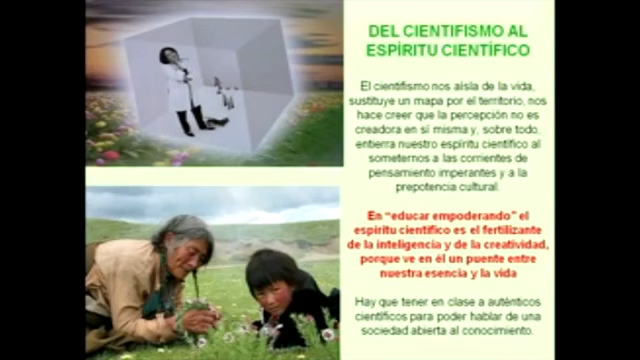 DEL CIENTIFISMO AL
ESPÍRITU CIENTÍFICO
El cientifismo nos aísla de la vida,
sustituye un mapa por el territorio, nos
hace creer que la percepción no es
creadora en sí misma y, sobre todo,
entierra nuestro espíritu científico al
someternos a las corrientes de
pensamiento imperantes y a la
prepotencia cultural.
En "educar empoderando" el
espíritu científico es el fertilizante
de la inteligencia y de la creatividad,
porque ve en él un puente entre
nuestra esencia y la vida
Hay que tener en clase a auténticos
científicos para poder hablar de una
sociedad abierta al conocimiento.